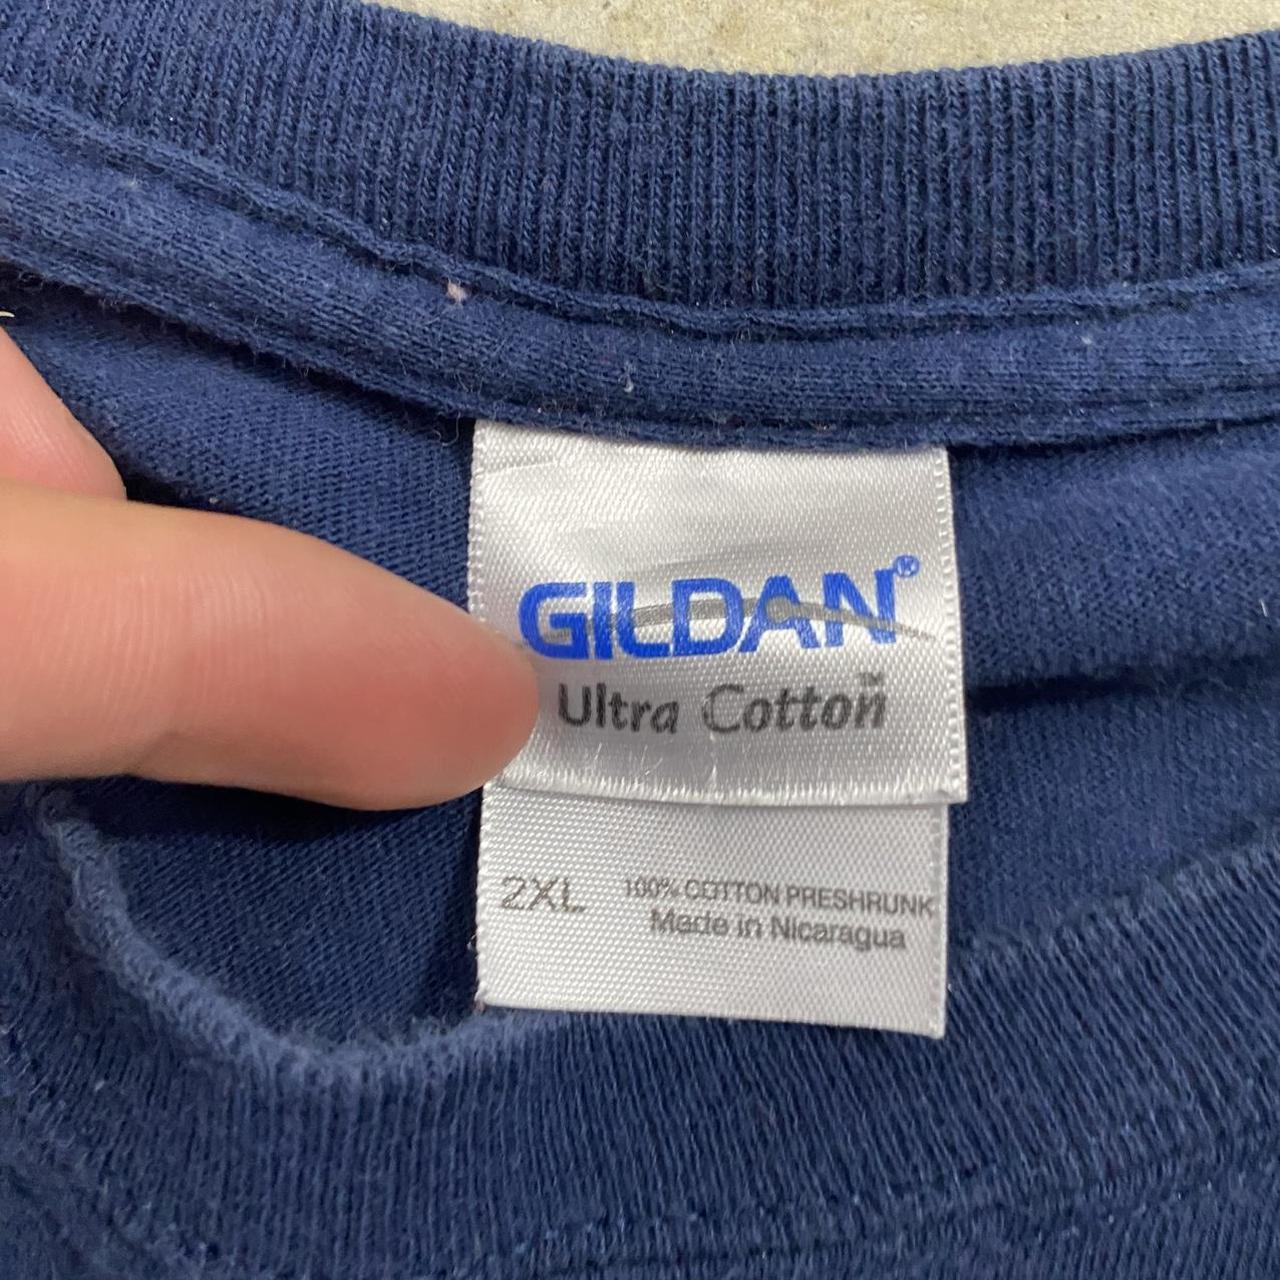 GILDAN®
Ultra Cotton™
2XL 100% COTTON PRESHRUNK
Made in Nicaragua